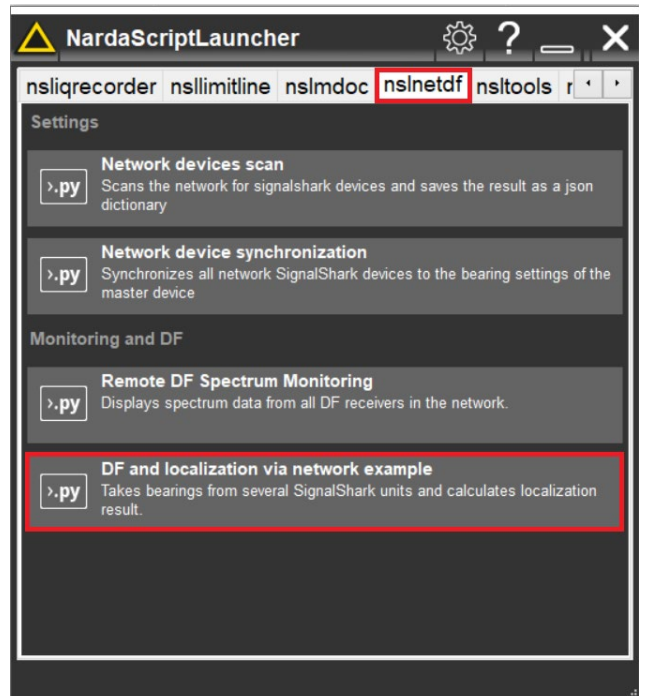 NardaScriptLauncher ?
nsliqrecorder nsllimitline nslmdoc nslnetdf nsltools
Settings
>.py
Network devices scan
Scans the network for signalshark devices and saves the result as a json
dictionary
>.py
Network device synchronization
Synchronizes all network SignalShark devices to the bearing settings of the
master device
Monitoring and DF
>.py
Remote DF Spectrum Monitoring
Displays spectrum data from all DF receivers in the network.
>.py
DF and localization via network example
Takes bearings from several SignalShark units and calculates localization
result.